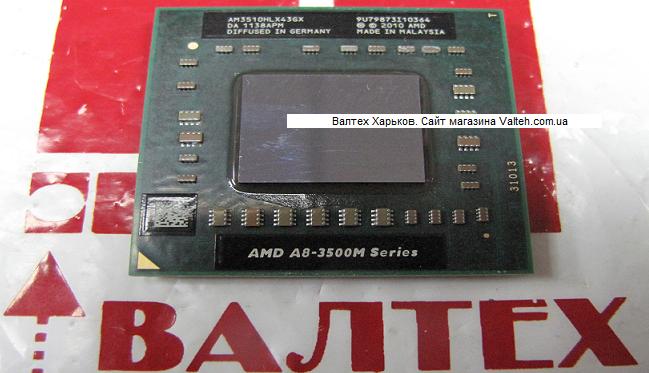 AM3510HLX43GX
DA 1138APM
DIFFUSED IN GERMANY
9U79873I10364
© 2010 AMD
MADE IN MALAYSIA
T
Валтех Харьков. Сайт магазина Valteh.com.ua
31013
AMD A8-3500M Series
ВАЛТЕХ